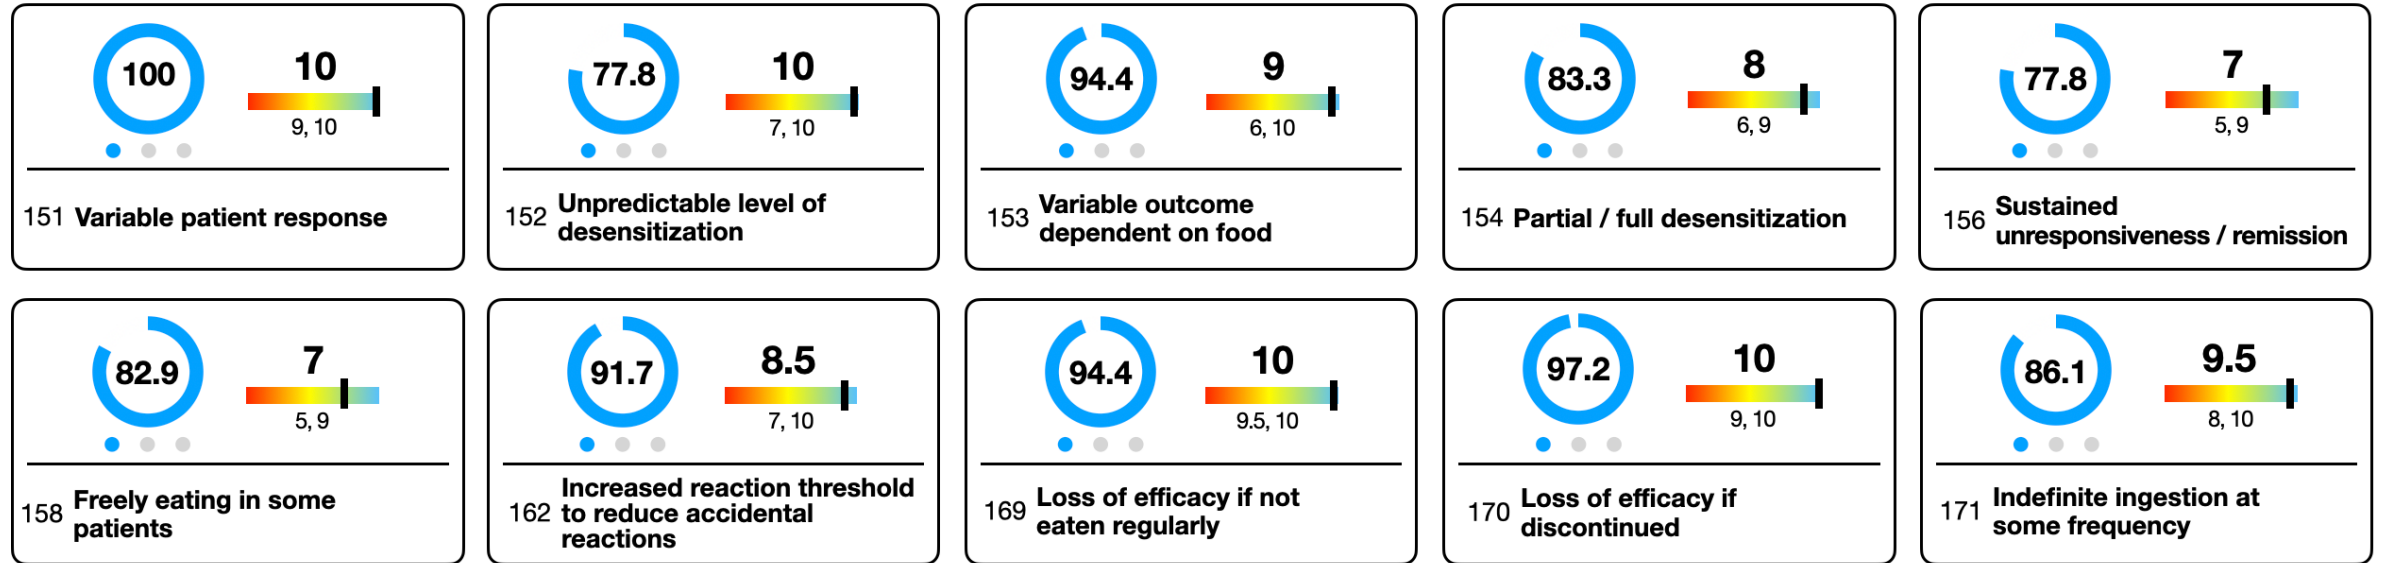 100
10
9, 10
151 Variable patient response
77.8
10
7, 10
152 Unpredictable level of
desensitization
94.4
9
6, 10
153 Variable outcome
dependent on food
83.3
8
6, 9
154 Partial / full desensitization
77.8
7
5, 9
156 Sustained
unresponsiveness / remission
82.9
7
5, 9
158 Freely eating in some
patients
91.7
8.5
7, 10
162 Increased reaction threshold
to reduce accidental
reactions
94.4
10
9.5, 10
169 Loss of efficacy if not
eaten regularly
97.2
10
9, 10
170 Loss of efficacy if
discontinued
86.1
9.5
8, 10
171 Indefinite ingestion at
some frequency